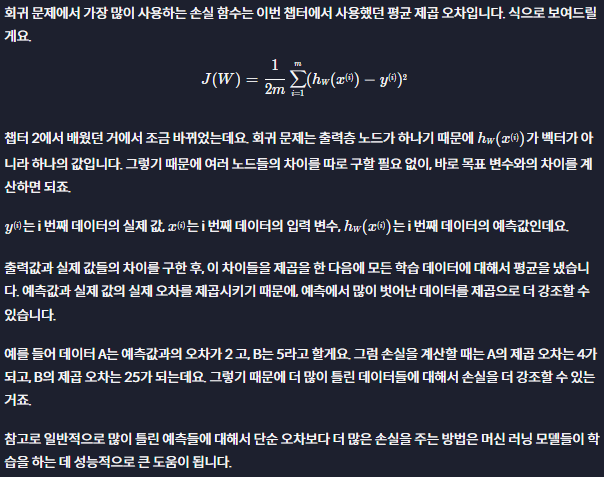 회귀 문제에서 가장 많이 사용하는 손실 함수는 이번 챕터에서 사용했던 평균 제곱 오차입니다. 식으로 보여드릴
게요.
J(W) = \frac{1}{2m} \sum_{i=1}^{m} (h_W(x^{(i)}) - y^{(i)})^2
챕터 2에서 배웠던 거에서 조금 바뀌었는데요. 회귀 문제는 출력층 노드가 하나기 때문에 h_W(x^{(i)})가 벡터가 아
니라 하나의 값입니다. 그렇기 때문에 여러 노드들의 차이를 따로 구할 필요 없이, 바로 목표 변수와의 차이를 계
산하면 되죠.
y^{(i)}는 i 번째 데이터의 실제 값, x^{(i)}는 i 번째 데이터의 입력 변수, h_W(x^{(i)})는 i 번째 데이터의 예측값인데요.
출력값과 실제 값들의 차이를 구한 후, 이 차이들을 제곱을 한 다음에 모든 학습 데이터에 대해서 평균을 냈습니
다. 예측값과 실제 값의 실제 오차를 제곱시키기 때문에, 예측에서 많이 벗어난 데이터를 제곱으로 더 강조할 수
있습니다.
예를 들어 데이터 A는 예측값과의 오차가 2 고, B는 5라고 할게요. 그럼 손실을 계산할 때는 A의 제곱 오차는 4가
되고, B의 제곱 오차는 25가 되는데요. 그렇기 때문에 더 많이 틀린 데이터들에 대해서 손실을 더 강조할 수 있는
거죠.
참고로 일반적으로 많이 틀린 예측들에 대해서 단순 오차보다 더 많은 손실을 주는 방법은 머신 러닝 모델들이 학
습을 하는 데 성능적으로 큰 도움이 됩니다.